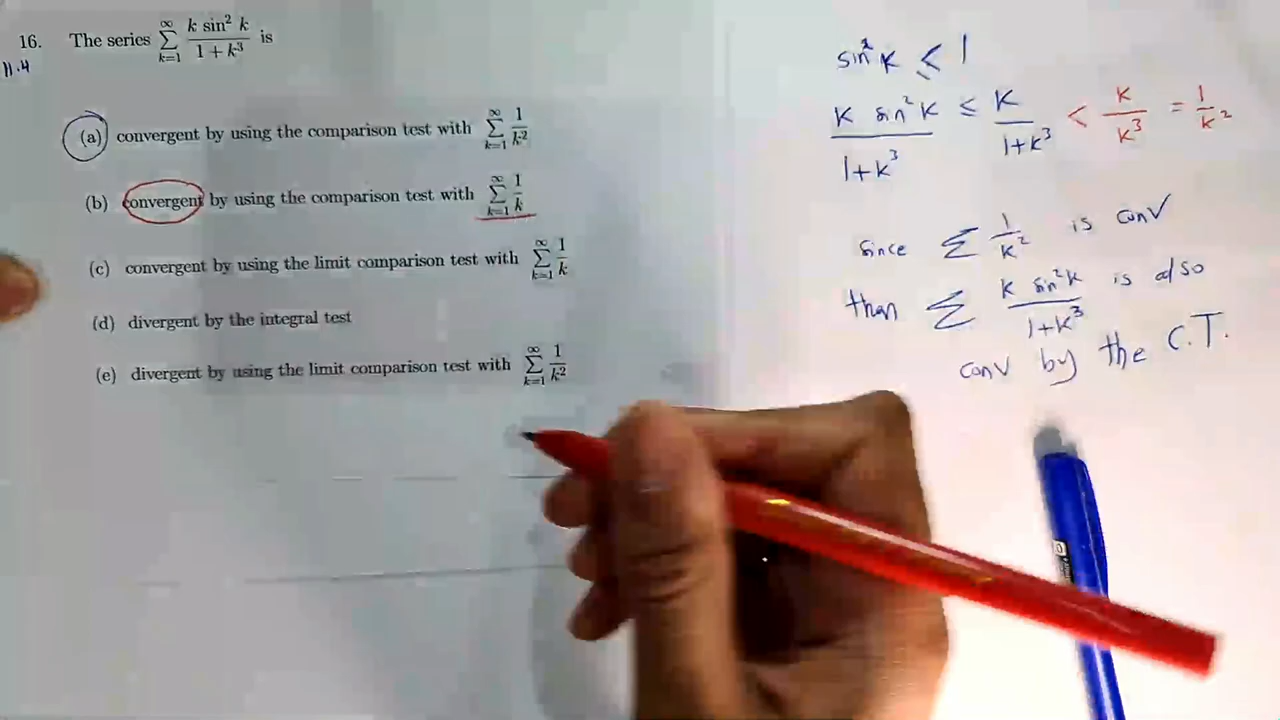 16. The series ∞ ∑ k=1 k sin² k / 1 + k³ is
11.4
(a) convergent by using the comparison test with ∞ ∑ k=1 1/k²
(b) convergent by using the comparison test with ∞ ∑ k=1 1/k
(c) convergent by using the limit comparison test with ∞ ∑ k=1 1/k
(d) divergent by the integral test
(e) divergent by using the limit comparison test with ∞ ∑ k=1 1/k²
sin²k ≤ 1
k sin²k / 1+k³ ≤ k / 1+k³ < k / k³ = 1 / k²
since ∑ 1/k² is conv
than ∑ k sin²k / 1+k³ is also
conv by the C.T.